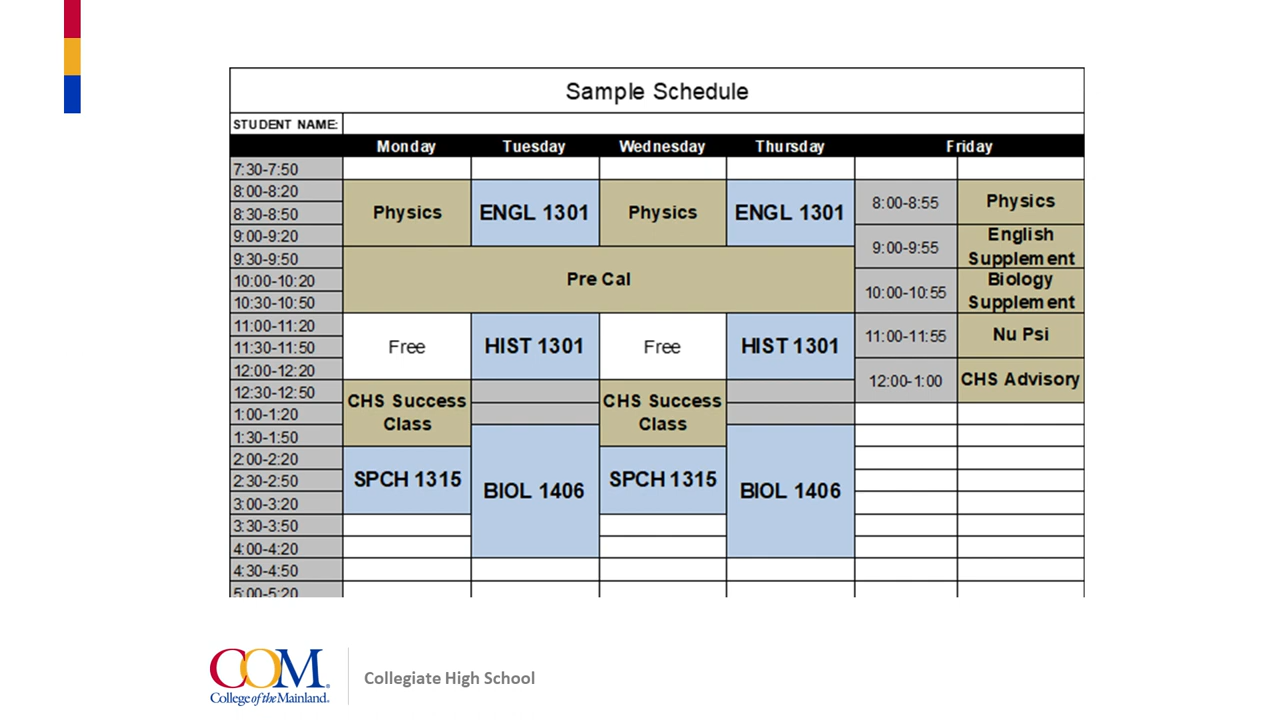 Sample Schedule
STUDENT NAME:
Monday Tuesday Wednesday Thursday Friday
7:30-7:50
8:00-8:20
8:30-8:50
9:00-9:20
Physics ENGL 1301 Physics ENGL 1301
8:00-8:55 Physics
9:00-9:55 English
Supplement
9:30-9:50
10:00-10:20
10:30-10:50
Pre Cal
10:00-10:55 Biology
Supplement
11:00-11:20
11:30-11:50
12:00-12:20
Free HIST 1301 Free HIST 1301
11:00-11:55 Nu Psi
12:00-1:00 CHS Advisory
12:30-12:50
1:00-1:20
1:30-1:50
CHS Success
Class
CHS Success
Class
2:00-2:20
2:30-2:50
3:00-3:20
SPCH 1315 BIOL 1406 SPCH 1315 BIOL 1406
3:30-3:50
4:00-4:20
4:30-4:50
5:00-5:20
COM
College of the Mainland.
Collegiate High School